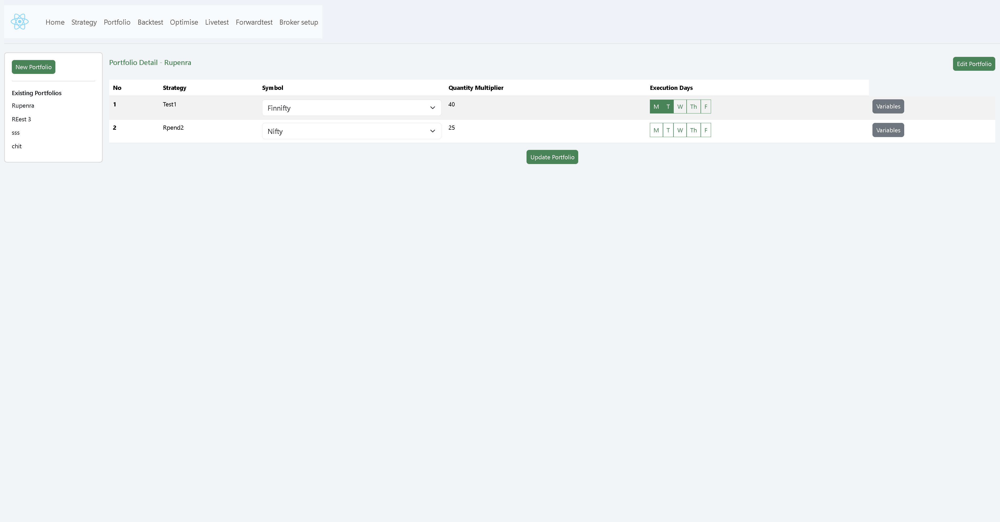 Home Strategy Portfolio Backtest Optimise Livetest Forwardtest Broker setup
New Portfolio
Existing Portfolios
Rupenra
REest 3
sss
chit
Portfolio Detail - Rupenra
Edit Portfolio
No Strategy Symbol Quantity Multiplier Execution Days
1 Test1 Finnifty 40 M T W Th F Variables
2 Rpend2 Nifty 25 M T W Th F Variables
Update Portfolio